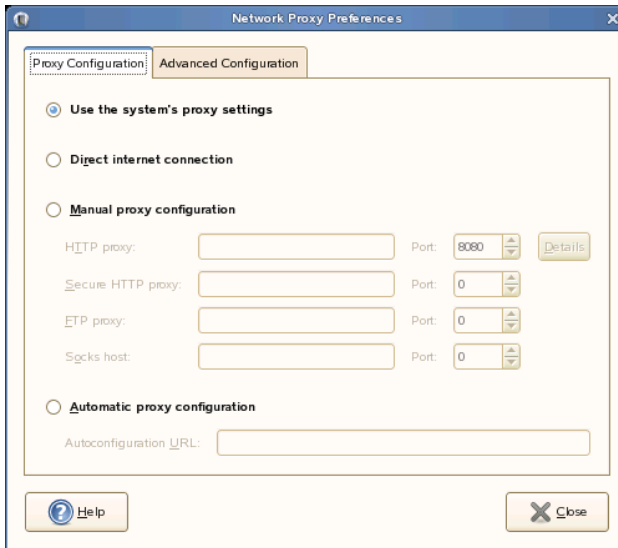 Network Proxy Preferences
Proxy Configuration Advanced Configuration
Use the system's proxy settings
Direct internet connection
Manual proxy configuration
HTTP proxy: Port: 8080 Details
Secure HTTP proxy: Port: 0
FTP proxy: Port: 0
Socks host: Port: 0
Automatic proxy configuration
Autoconfiguration URL:
Help Close